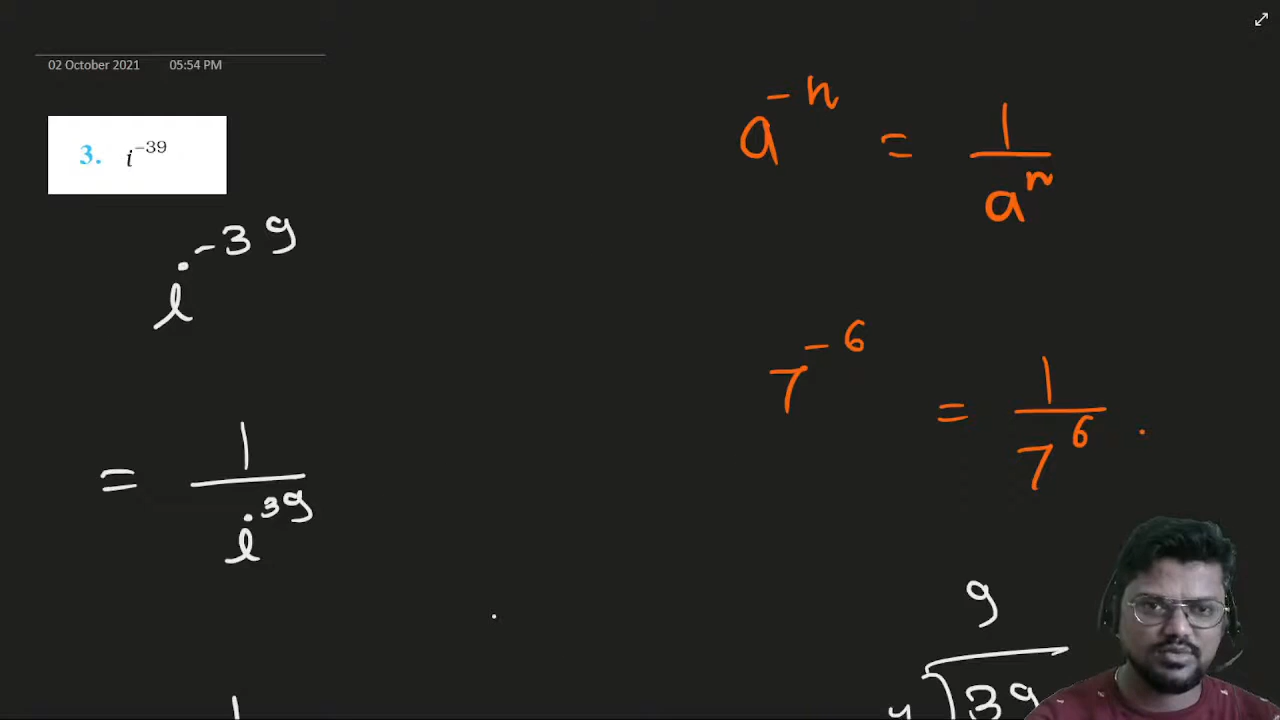 02 October 2021 05:54 PM
3. i^-39
i^-39
= 1/i^39
1
a^-n = 1/a^n
7^-6 = 1/7^6 .
9
4 39